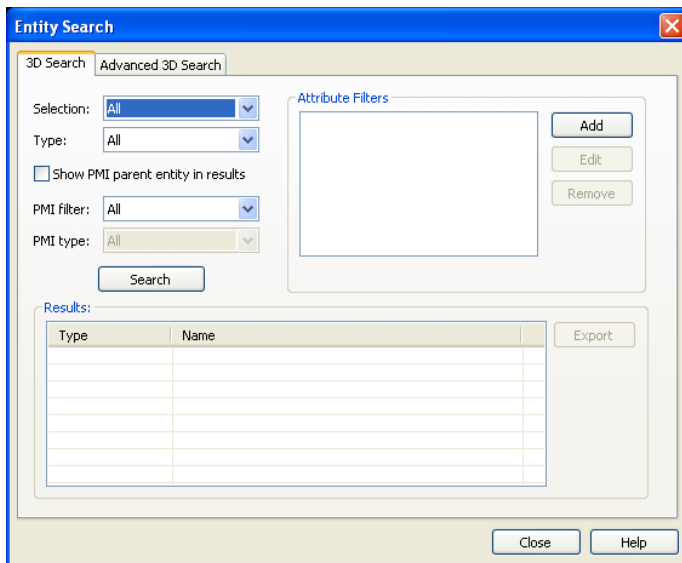 Entity Search
3D Search
Advanced 3D Search
Selection: All
Type: All
Show PMI parent entity in results
PMI filter: All
PMI type: All
Search
Attribute Filters
Add
Edit
Remove
Results:
Type Name
Export
Close
Help